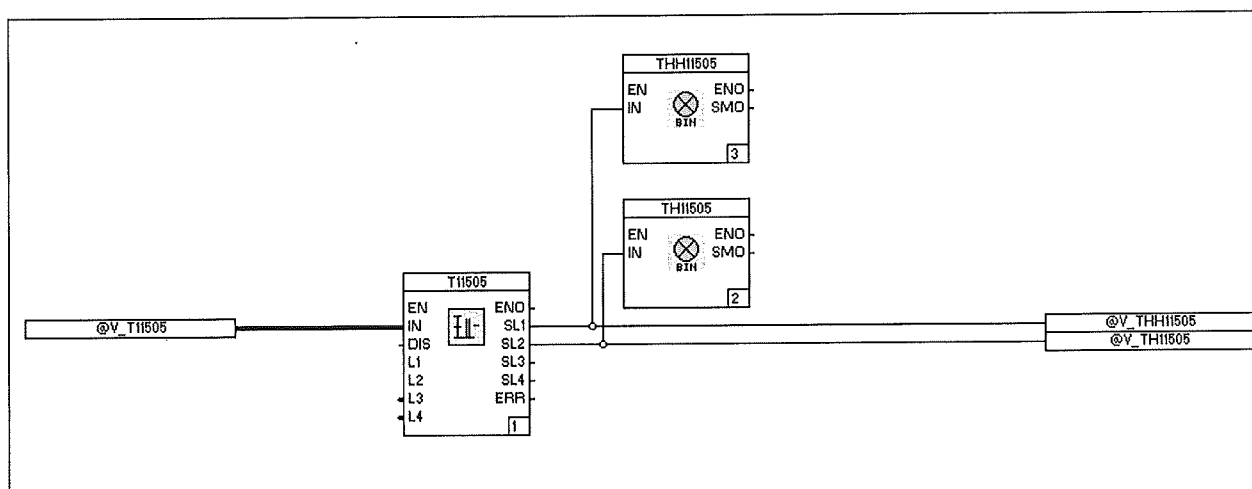 THH11505
EN ENO
IN SMO
BIN
3
TH11505
EN ENO
IN SMO
BIN
2
T11505
EN ENO
@V_T11505 IN SL1 @V_THH11505
DIS SL2 @V_TH11505
L1 SL3
L2 SL4
L3 ERR
L4
1